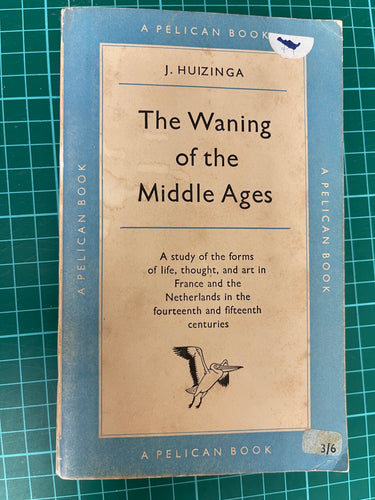 A PELICAN BOOK
J. HUIZINGA
The Waning
of the
Middle Ages
A study of the forms
of life, thought, and art in
France and the
Netherlands in the
fourteenth and fifteenth
centuries
A PELICAN BOOK
A PELICAN BOOK
A PELICAN BOOK
3/6